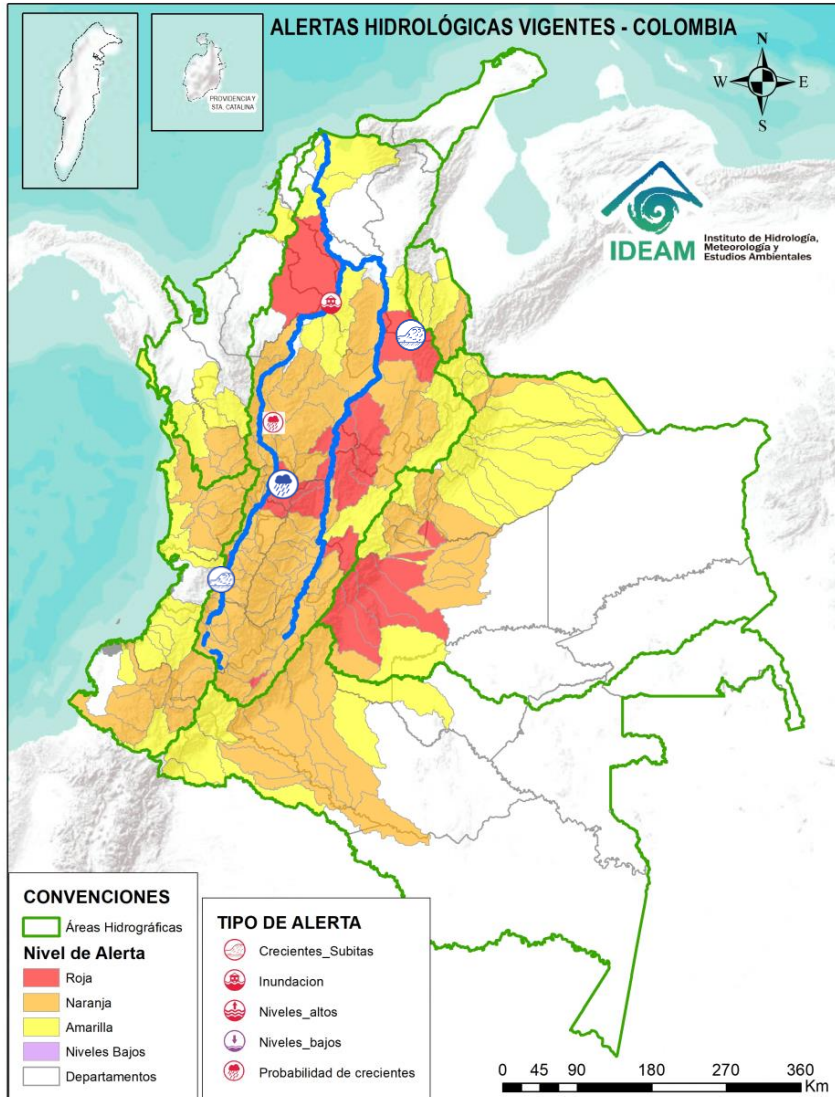 ALERTAS HIDROLÓGICAS VIGENTES - COLOMBIA
PROVIDENCIA Y
STA. CATALINA
N
W
E
S
IDEAM
Instituto de Hidrología,
Meteorología y
Estudios Ambientales
CONVENCIONES
Áreas Hidrográficas
Nivel de Alerta
Roja
Naranja
Amarilla
Niveles Bajos
Departamentos
TIPO DE ALERTA
Crecientes_Subitas
Inundacion
Niveles_altos
Niveles_bajos
Probabilidad de crecientes
0 45 90 180 270 360
Km